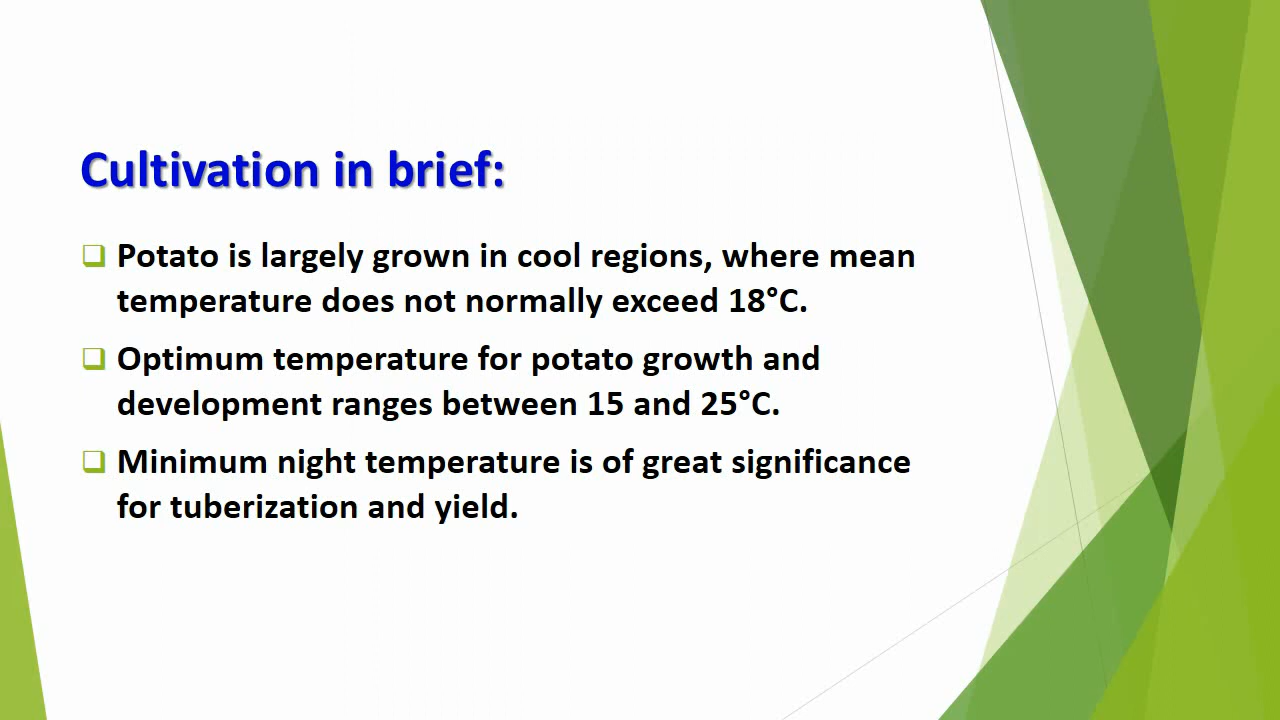 Cultivation in brief:
Potato is largely grown in cool regions, where mean
temperature does not normally exceed 18°C.
Optimum temperature for potato growth and
development ranges between 15 and 25°C.
Minimum night temperature is of great significance
for tuberization and yield.